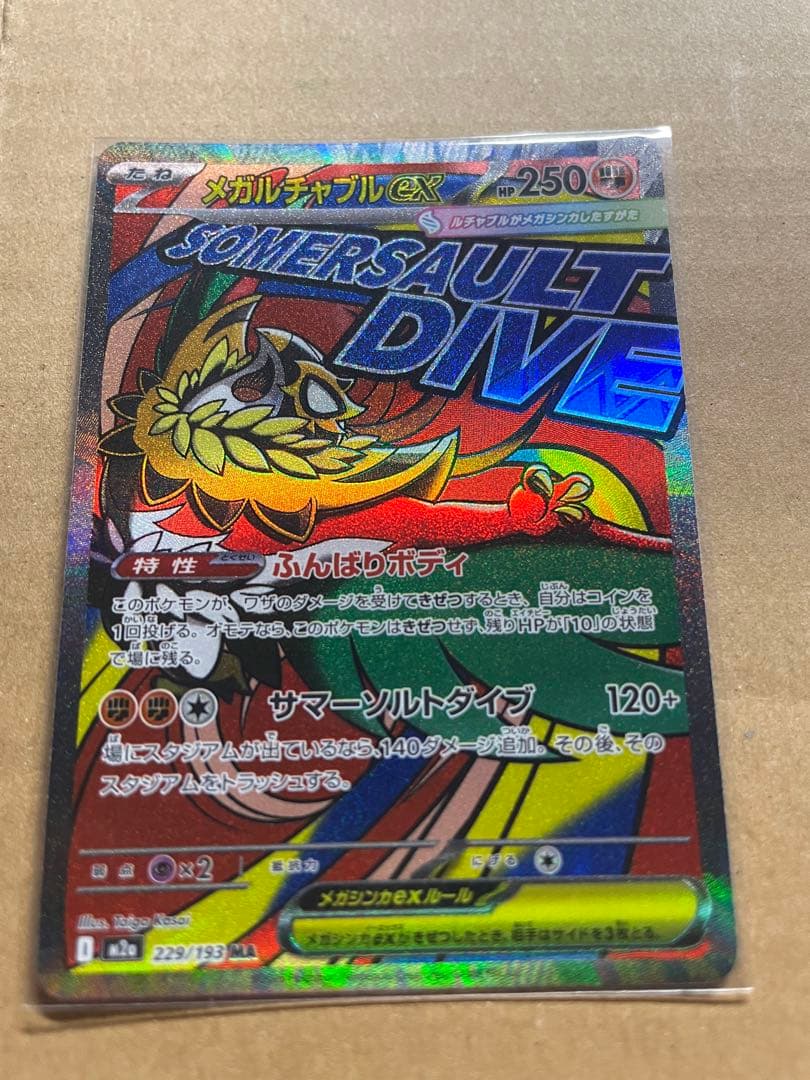 たね
メガルチャブルex
HP 250
ルチャブルがメガシンカしたすがた
SOMERSAULT
DIVE
特性
とくせい
ふんばりボディ
このポケモンが、ワザのダメージを受けてきぜつするとき、自分はコインを
1回投げる。オモテなら、このポケモンはきぜつせず、残りHPが「10」の状態
で場に残る。
サマーソルトダイブ 120+
場にスタジアムが出ているなら、140ダメージ追加。その後、その
スタジアムをトラッシュする。
弱点 ×2 抵抗力 にげる
メガシンカexルール
メガシンカexがきぜつしたとき、相手はサイドを3枚とる。
Illus. Taiga Kasai
I M2a 229/193 MA